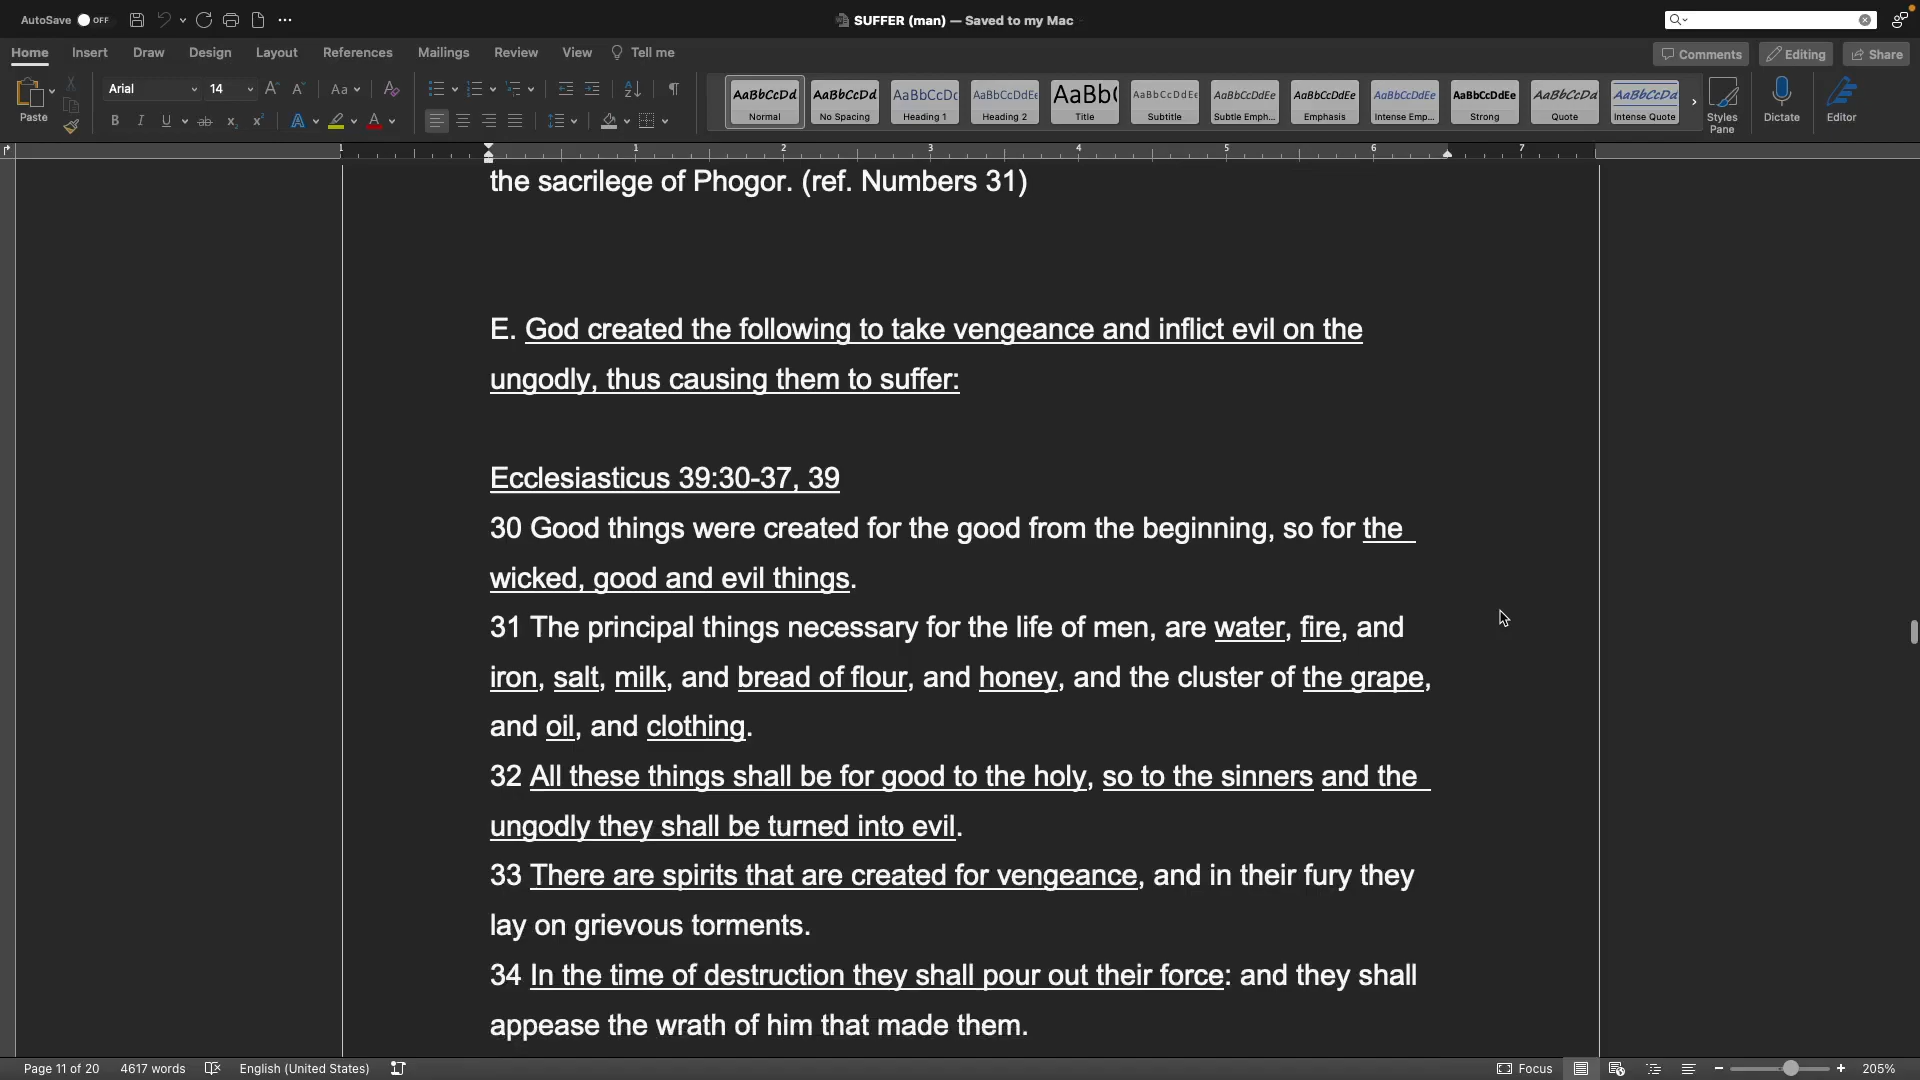 AutoSave OFF SUFFER (man) — Saved to my Mac
Home Insert Draw Design Layout References Mailings Review View Tell me Comments Editing Share
Paste Arial 14 Aa
AaBbCcDd AaBbCcDd AaBbCcDc AaBbCcDdEe AaBb( AaBbCcDdEe AaBbCcDdEe AaBbCcDdEe AaBbCcDdEe AaBbCcDdEe AaBbCcDd AaBbCcDd
Normal No Spacing Heading 1 Heading 2 Title Subtitle Subtle Emph... Emphasis Intense Emp... Strong Quote Intense Quote Styles Pane Dictate Editor
1 1 2 3 4 5 6 7
the sacrilege of Phogor. (ref. Numbers 31)
E. God created the following to take vengeance and inflict evil on the
ungodly, thus causing them to suffer:
Ecclesiasticus 39:30-37, 39
30 Good things were created for the good from the beginning, so for the
wicked, good and evil things.
31 The principal things necessary for the life of men, are water, fire, and
iron, salt, milk, and bread of flour, and honey, and the cluster of the grape,
and oil, and clothing.
32 All these things shall be for good to the holy, so to the sinners and the
ungodly they shall be turned into evil.
33 There are spirits that are created for vengeance, and in their fury they
lay on grievous torments.
34 In the time of destruction they shall pour out their force: and they shall
appease the wrath of him that made them.
Page 11 of 20 4617 words English (United States) Focus 205%